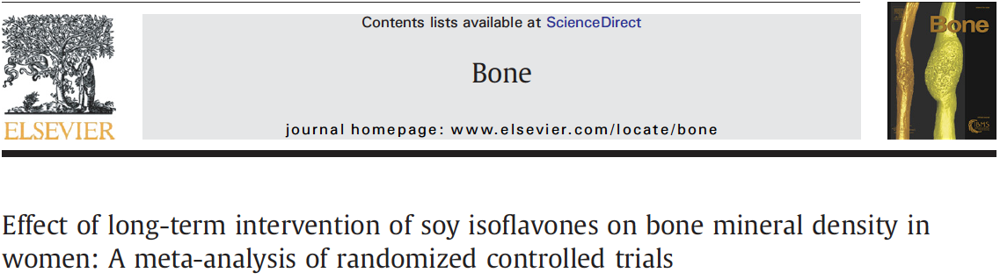 Contents lists available at ScienceDirect
Bone
journal homepage: www.elsevier.com/locate/bone
ELSEVIER
Bone
IBMS
Effect of long-term intervention of soy isoflavones on bone mineral density in
women: A meta-analysis of randomized controlled trials